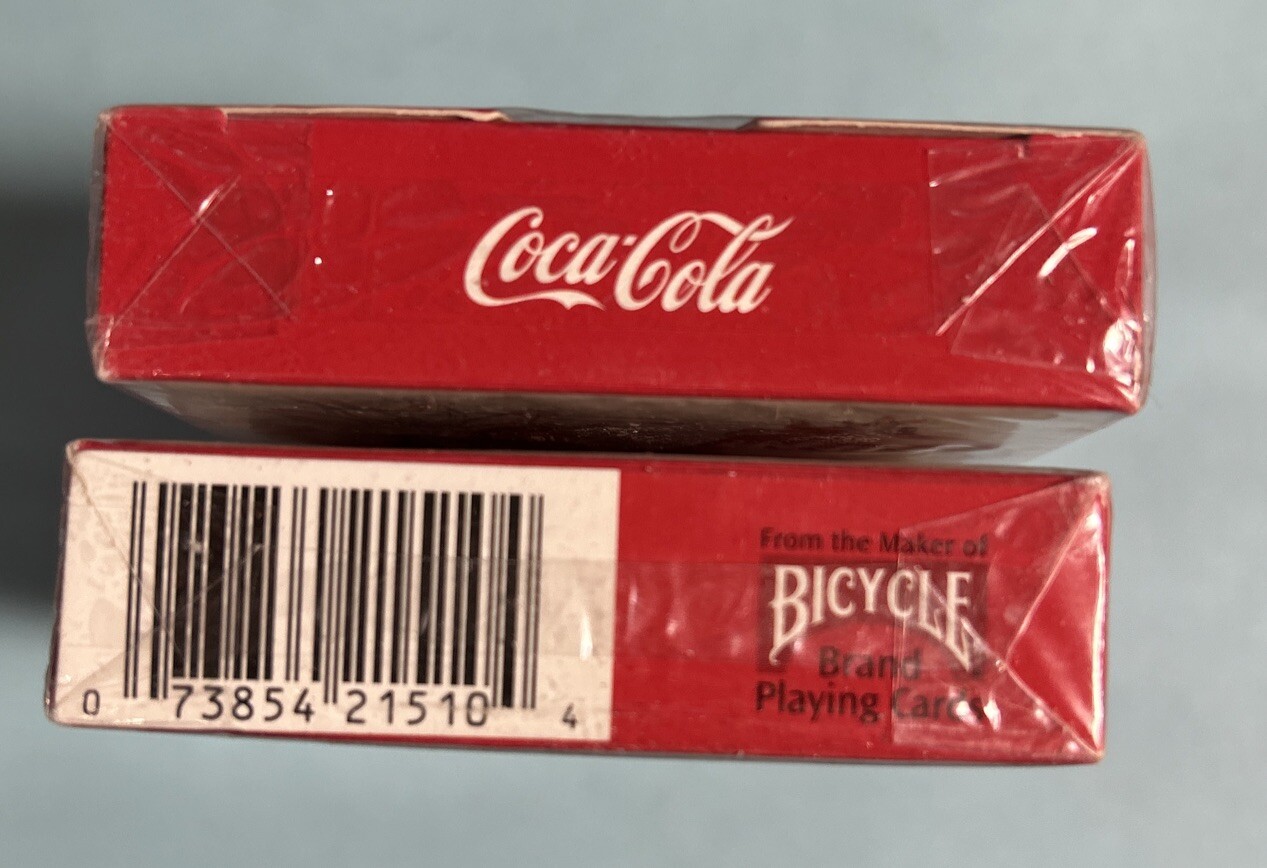 Coca-Cola
From the Maker of
BICYCLE
Brand
Playing Cards
0 73854 21510 4